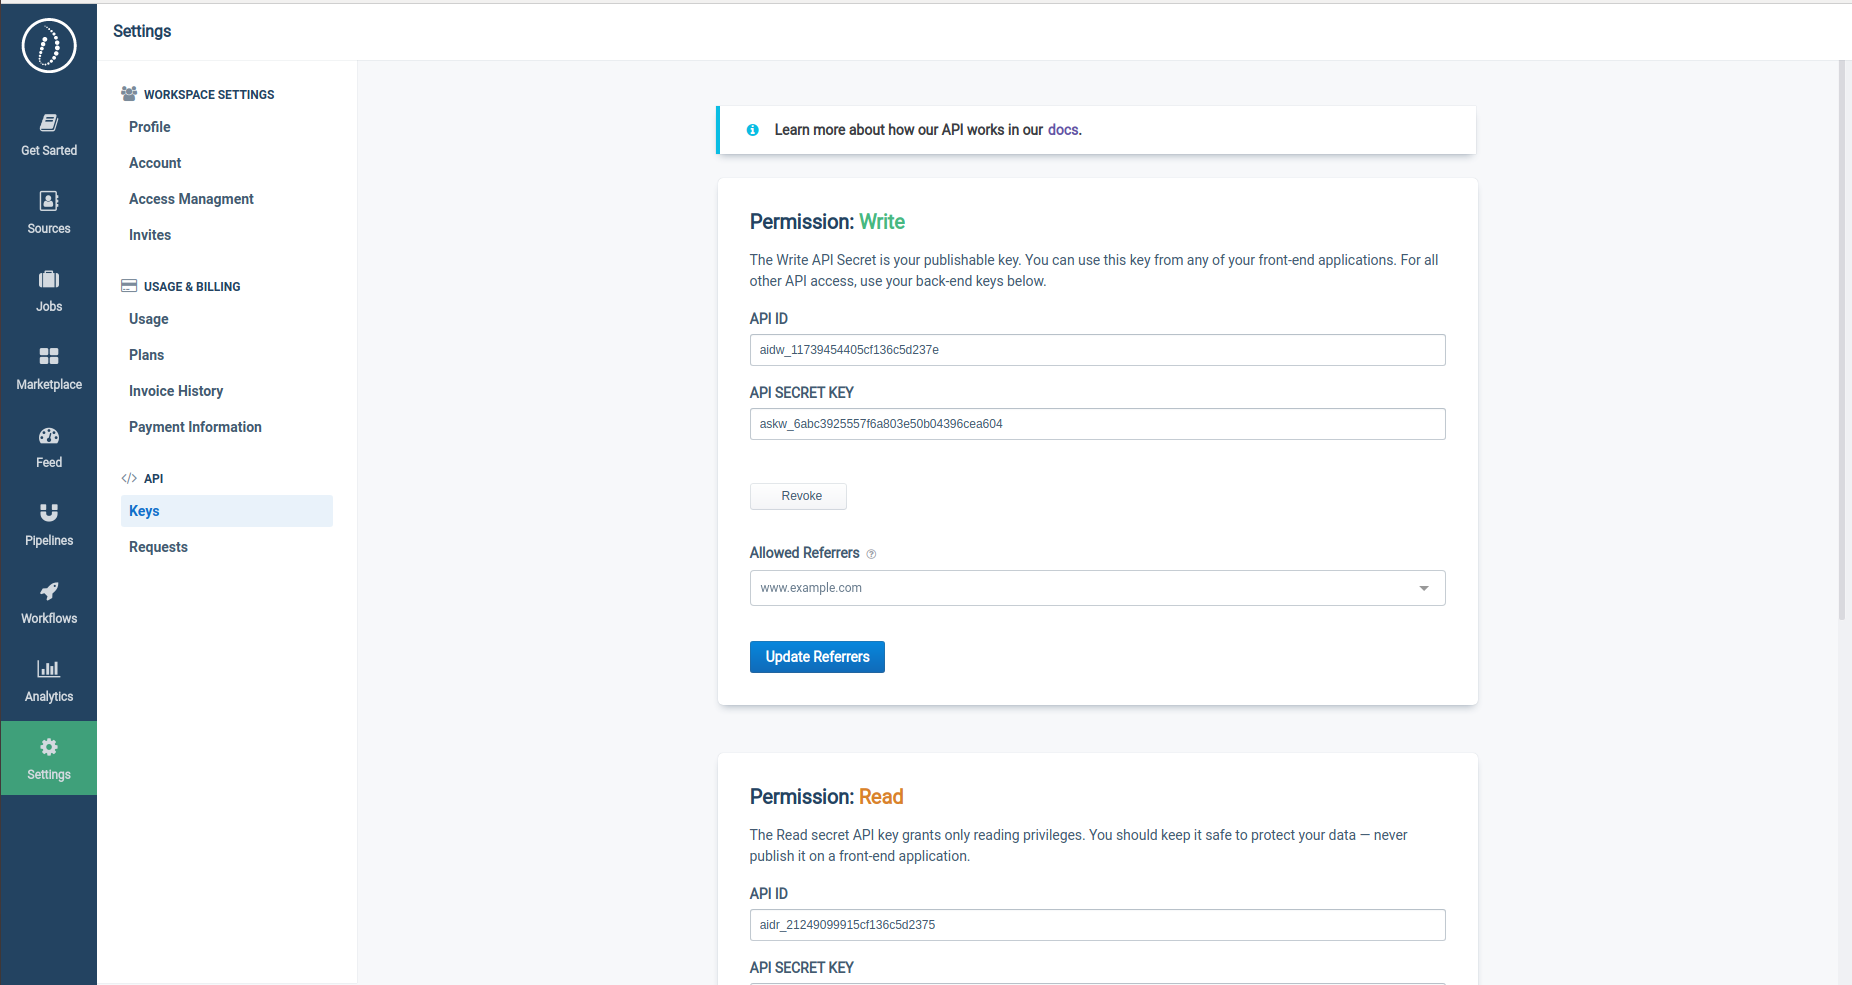 Settings
Get Sarted
Sources
Jobs
Marketplace
Feed
Pipelines
Workflows
Analytics
Settings
WORKSPACE SETTINGS
Profile
Account
Access Managment
Invites
USAGE & BILLING
Usage
Plans
Invoice History
Payment Information
</> API
Keys
Requests
Learn more about how our API works in our docs.
Permission: Write
The Write API Secret is your publishable key. You can use this key from any of your front-end applications. For all
other API access, use your back-end keys below.
API ID
aidw_11739454405cf136c5d237e
API SECRET KEY
askw_6abc3925557f6a803e50b04396cea604
Revoke
Allowed Referrers ?
www.example.com
Update Referrers
Permission: Read
The Read secret API key grants only reading privileges. You should keep it safe to protect your data — never
publish it on a front-end application.
API ID
aidr_21249099915cf136c5d2375
API SECRET KEY